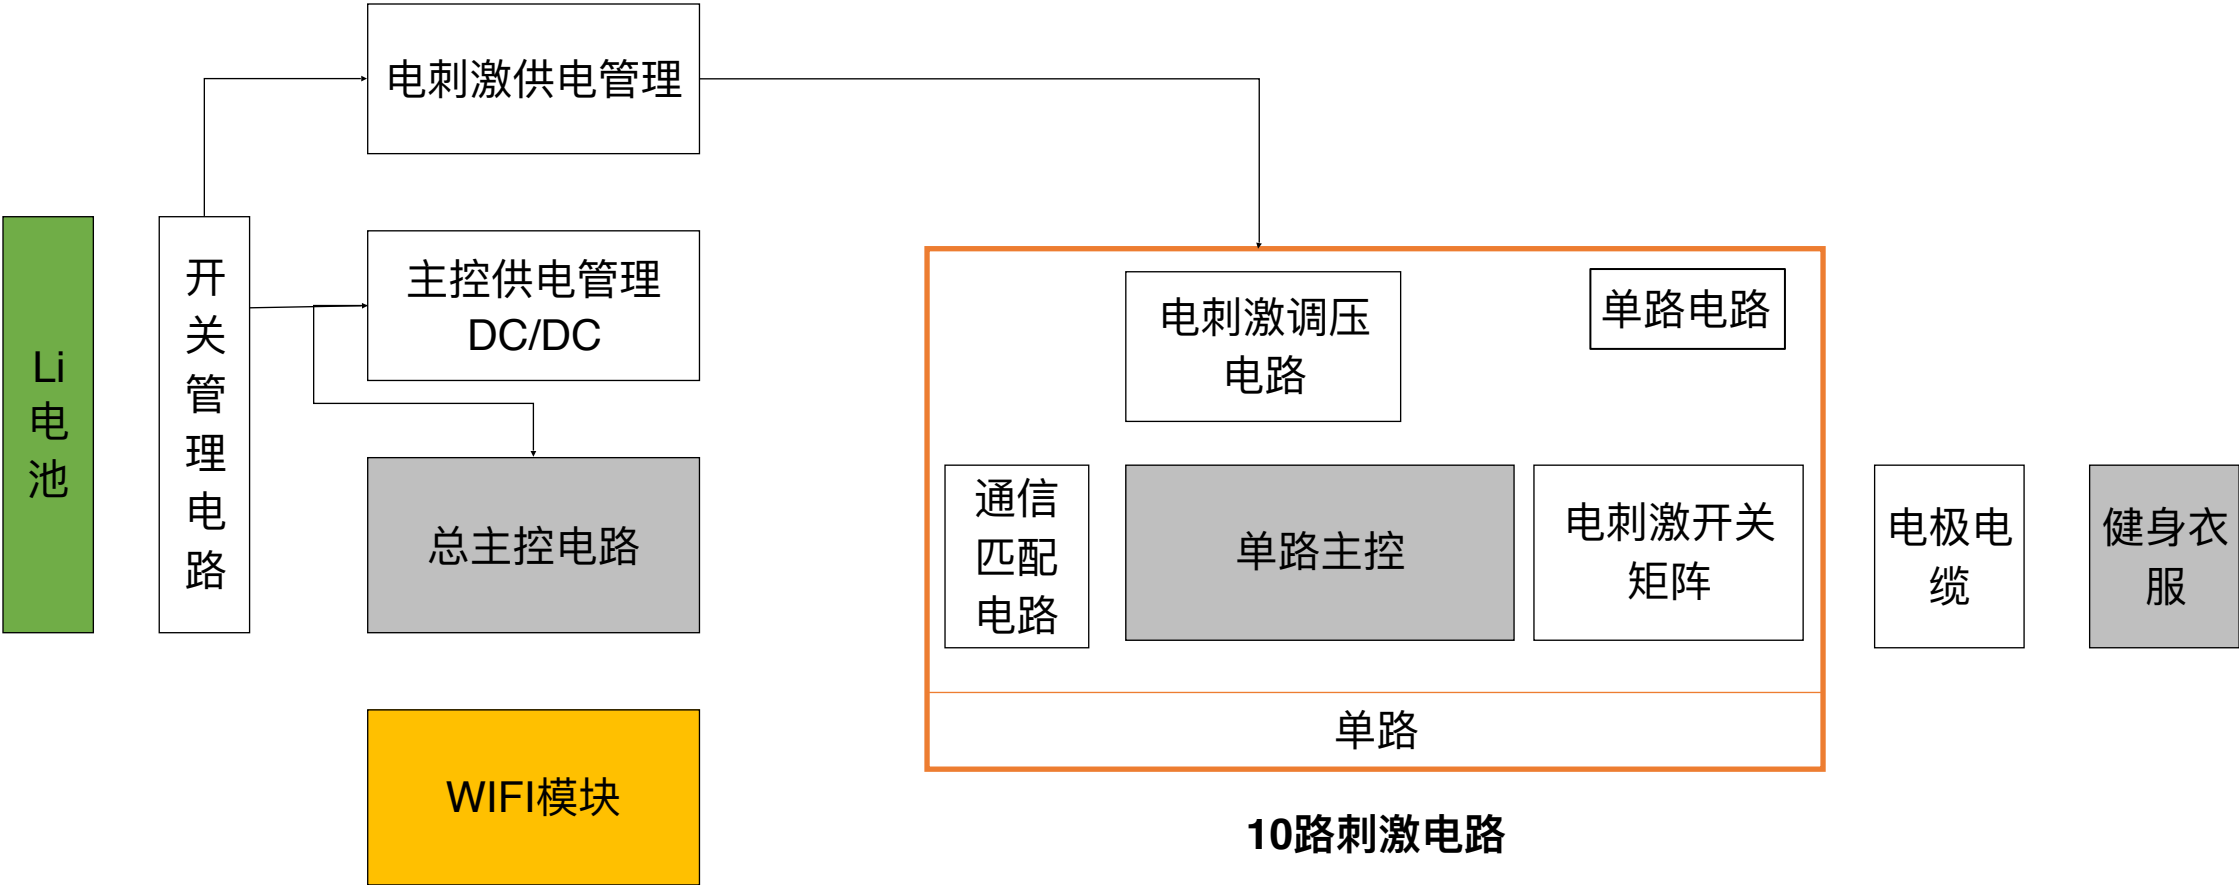 电刺激供电管理
Li
电
池
开
关
管
理
电
路
主控供电管理
DC/DC
总主控电路
WIFI模块
电刺激调压
电路
单路电路
通信
匹配
电路
单路主控
电刺激开关
矩阵
单路
10路刺激电路
电极电
缆
健身衣
服